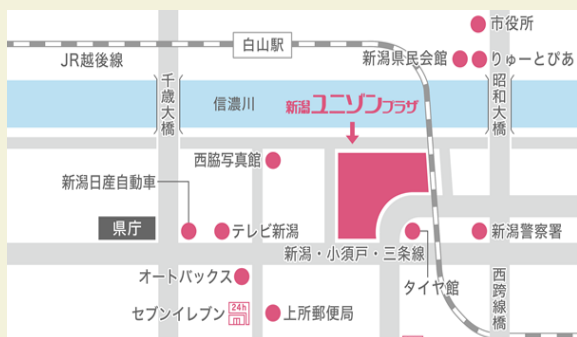 市役所
白山駅
JR越後線
新潟県民会館
りゅーとぴあ
千歳大橋
信濃川
新潟ユニゾンプラザ
昭和大橋
西脇写真館
新潟日産自動車
県庁
テレビ新潟
新潟警察署
新潟・小須戸・三条線
オートバックス
タイヤ館
西跨線橋
セブンイレブン
24h
上所郵便局